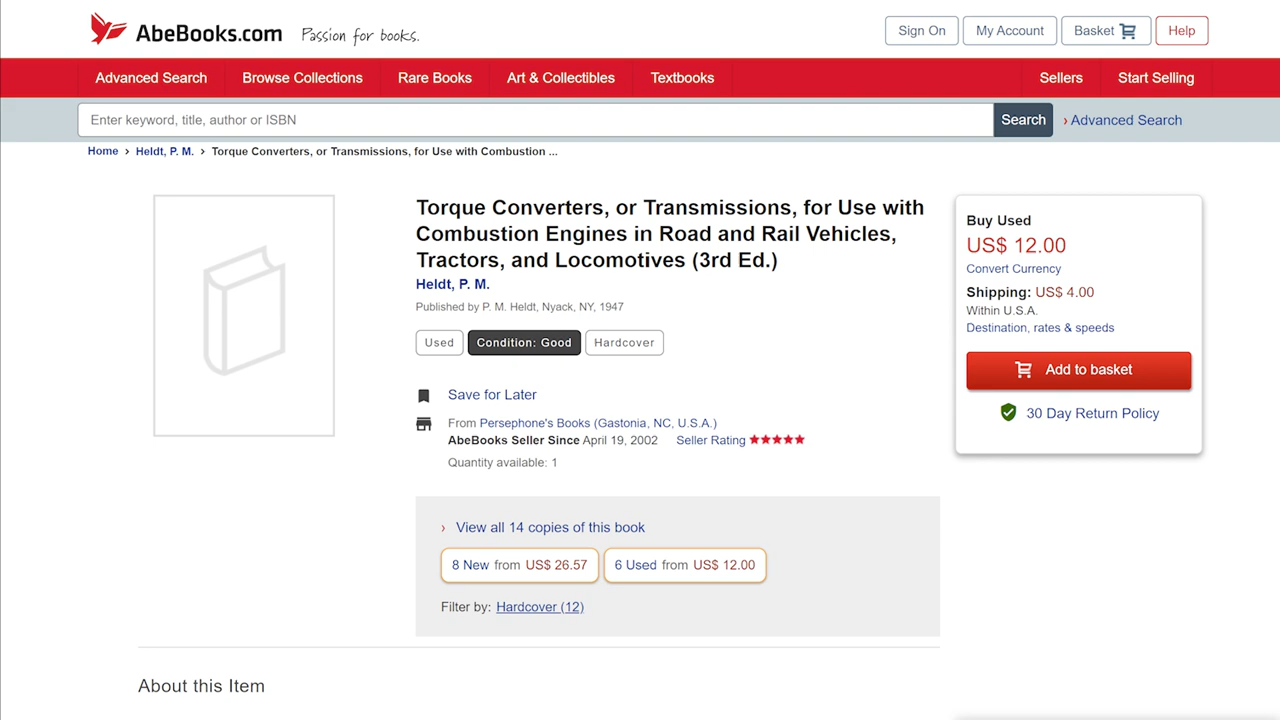 AbeBooks.com Passion for books.
Sign On My Account Basket Help
Advanced Search Browse Collections Rare Books Art & Collectibles Textbooks Sellers Start Selling
Enter keyword, title, author or ISBN Search › Advanced Search
Home › Heldt, P. M. › Torque Converters, or Transmissions, for Use with Combustion ...
Torque Converters, or Transmissions, for Use with
Combustion Engines in Road and Rail Vehicles,
Tractors, and Locomotives (3rd Ed.)
Heldt, P. M.
Published by P. M. Heldt, Nyack, NY, 1947
Used Condition: Good Hardcover
Save for Later
From Persephone's Books (Gastonia, NC, U.S.A.)
AbeBooks Seller Since April 19, 2002 Seller Rating
Quantity available: 1
› View all 14 copies of this book
8 New from US$ 26.57 6 Used from US$ 12.00
Filter by: Hardcover (12)
Buy Used
US$ 12.00
Convert Currency
Shipping: US$ 4.00
Within U.S.A.
Destination, rates & speeds
Add to basket
30 Day Return Policy
About this Item